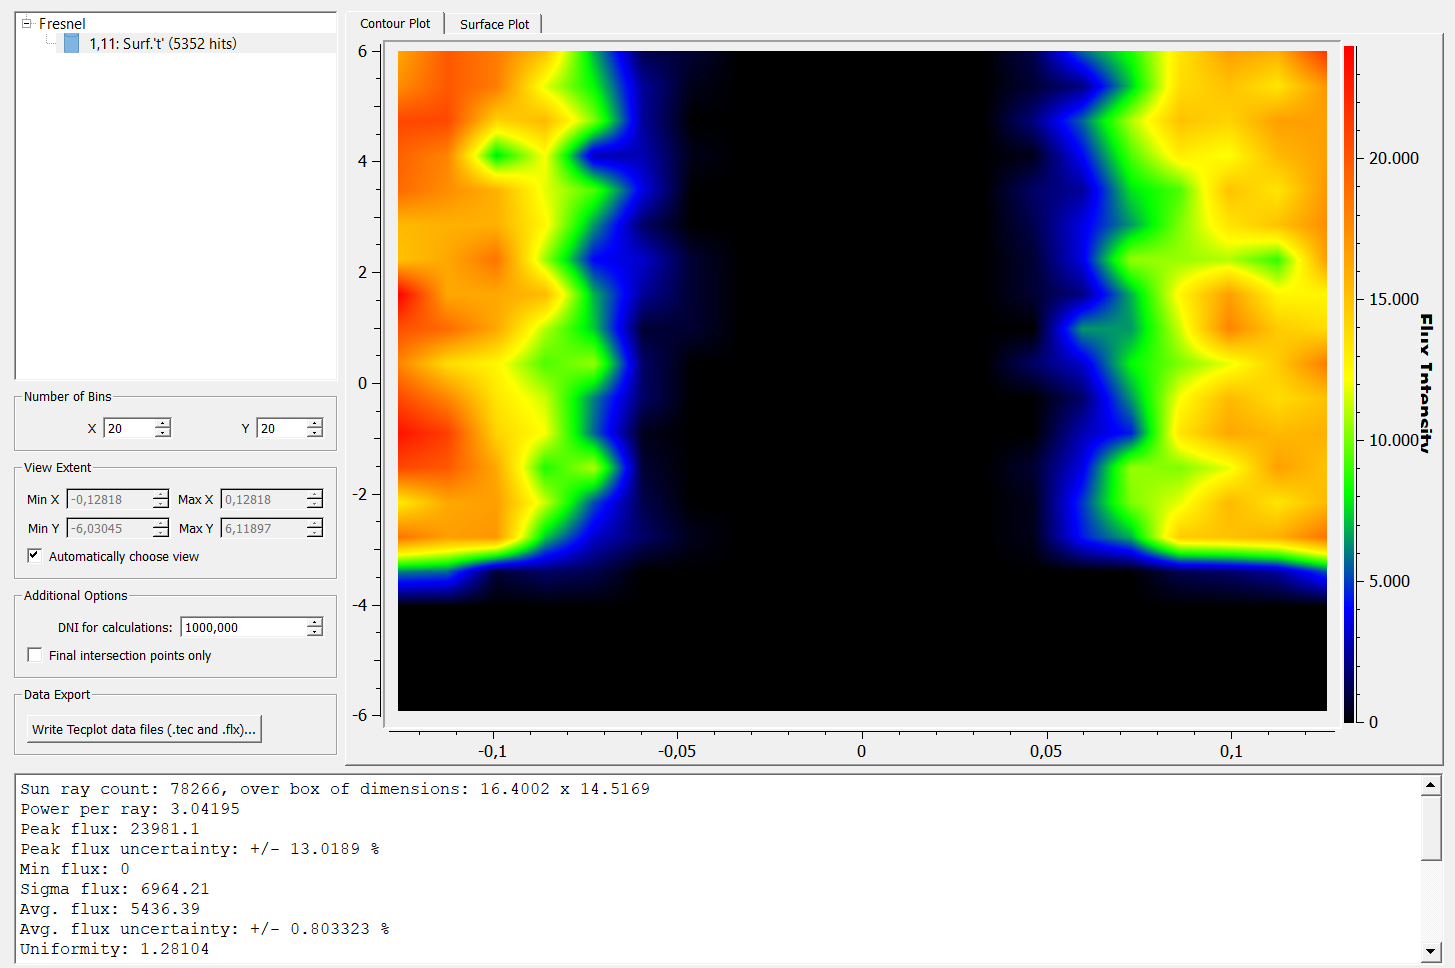 Fresnel
1,11: Surf.'t' (5352 hits)
Number of Bins
X 20 Y 20
View Extent
Min X -0,12818 Max X 0,12818
Min Y -6,03045 Max Y 6,11897
Automatically choose view
Additional Options
DNI for calculations: 1000,000
Final intersection points only
Data Export
Write Tecplot data files (.tec and .flx)...
Contour Plot Surface Plot
6
4
2
0
-2
-4
-6
-0,1 -0,05 0 0,05 0,1
20.000
15.000
10.000
5.000
0
Flux Intensity
Sun ray count: 78266, over box of dimensions: 16.4002 x 14.5169
Power per ray: 3.04195
Peak flux: 23981.1
Peak flux uncertainty: +/- 13.0189 %
Min flux: 0
Sigma flux: 6964.21
Avg. flux: 5436.39
Avg. flux uncertainty: +/- 0.803323 %
Uniformity: 1.28104